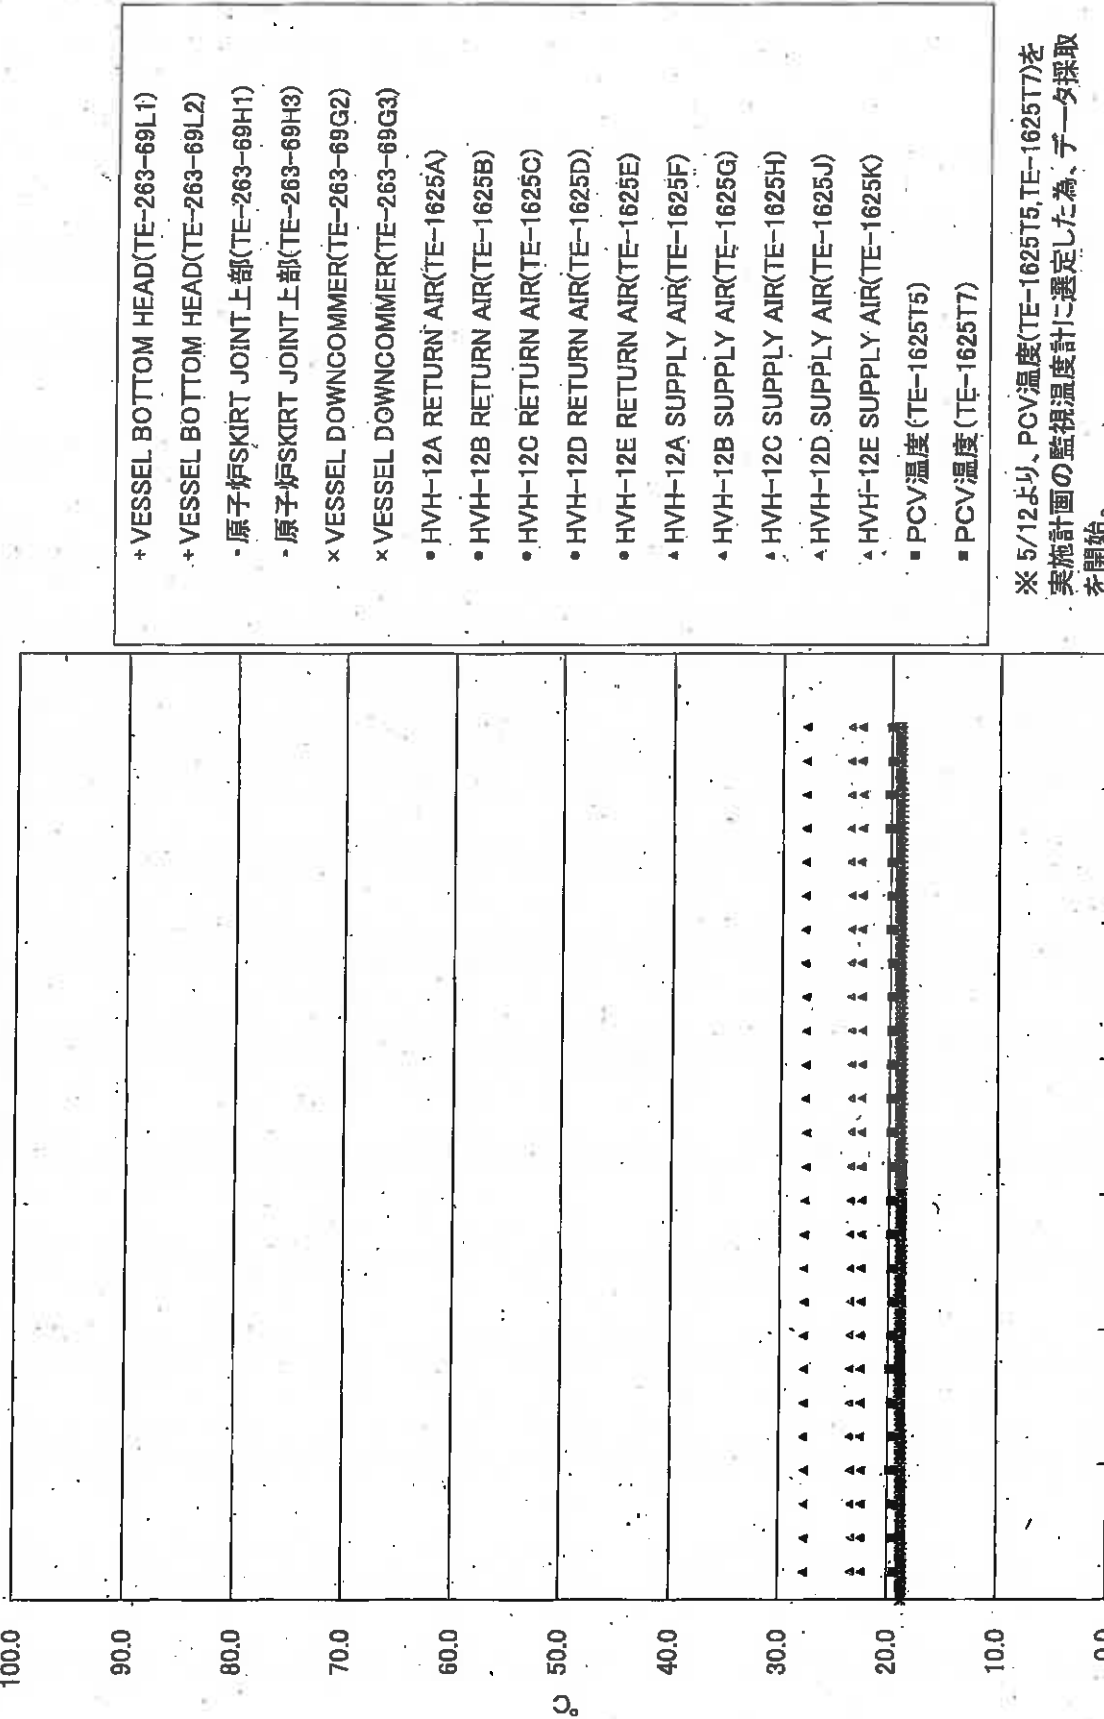 100.0
90.0
80.0
70.0
60.0
50.0
40.0
30.0
20.0
10.0
0.0
℃
+ VESSEL BOTTOM HEAD(TE-263-69L1)
+ VESSEL BOTTOM HEAD(TE-263-69L2)
- 原子炉SKIRT JOINT上部(TE-263-69H1)
- 原子炉SKIRT JOINT上部(TE-263-69H3)
× VESSEL DOWNCOMMER(TE-263-69G2)
× VESSEL DOWNCOMMER(TE-263-69G3)
● HVH-12A RETURN AIR(TE-1625A)
● HVH-12B RETURN AIR(TE-1625B)
● HVH-12C RETURN AIR(TE-1625C)
● HVH-12D RETURN AIR(TE-1625D)
● HVH-12E RETURN AIR(TE-1625E)
▲ HVH-12A SUPPLY AIR(TE-1625F)
▲ HVH-12B SUPPLY AIR(TE-1625G)
▲ HVH-12C SUPPLY AIR(TE-1625H)
▲ HVH-12D SUPPLY AIR(TE-1625J)
▲ HVH-12E SUPPLY AIR(TE-1625K)
■ PCV温度(TE-1625T5)
■ PCV温度(TE-1625T7)
※ 5/12より、PCV温度(TE-1625T5,TE-1625T7)を
実施計画の監視温度計に選定した為、データ採取
を開始。